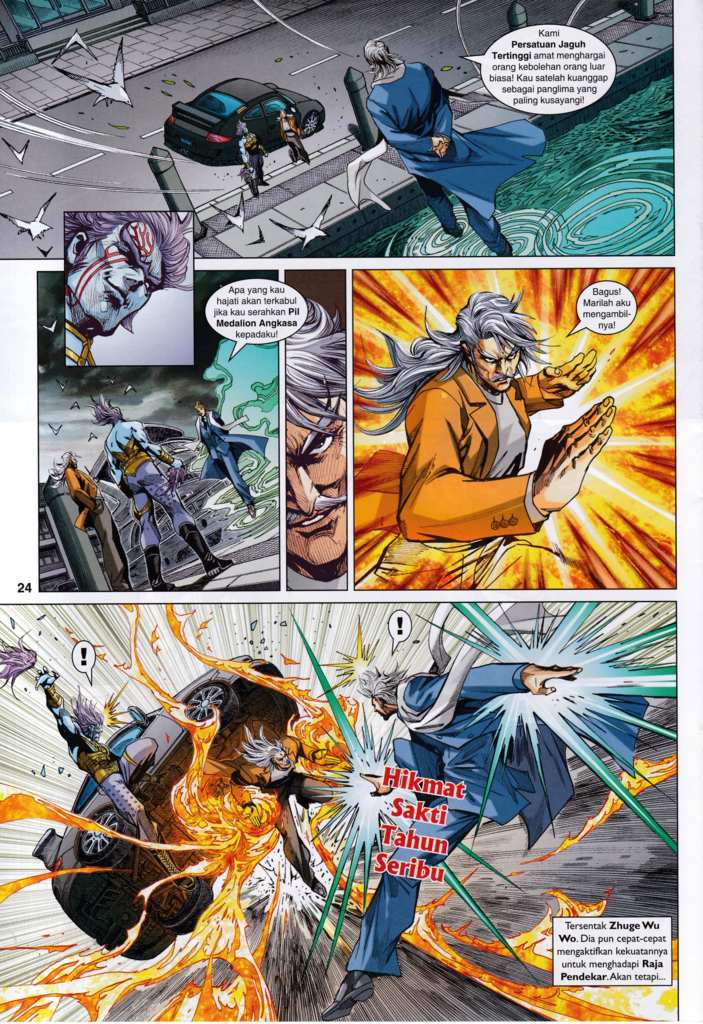 Kami
Persatuan Jaguh
Tertinggi amat menghargai
orang kebolehan orang luar
biasa! Kau satelah kuanggap
sebagai panglima yang
paling kusayangi!
Apa yang kau
hajati akan terkabul
jika kau serahkan Pil
Medalion Angkasa
kepadaku!
Bagus!
Marilah aku
mengambil-
nya!
24
!
!
Hikmat
Sakti
Tahun
Seribu
Tersentak Zhuge Wu
Wo. Dia pun cepat-cepat
mengaktifkan kekuatannya
untuk menghadapi Raja
Pendekar. Akan tetapi...